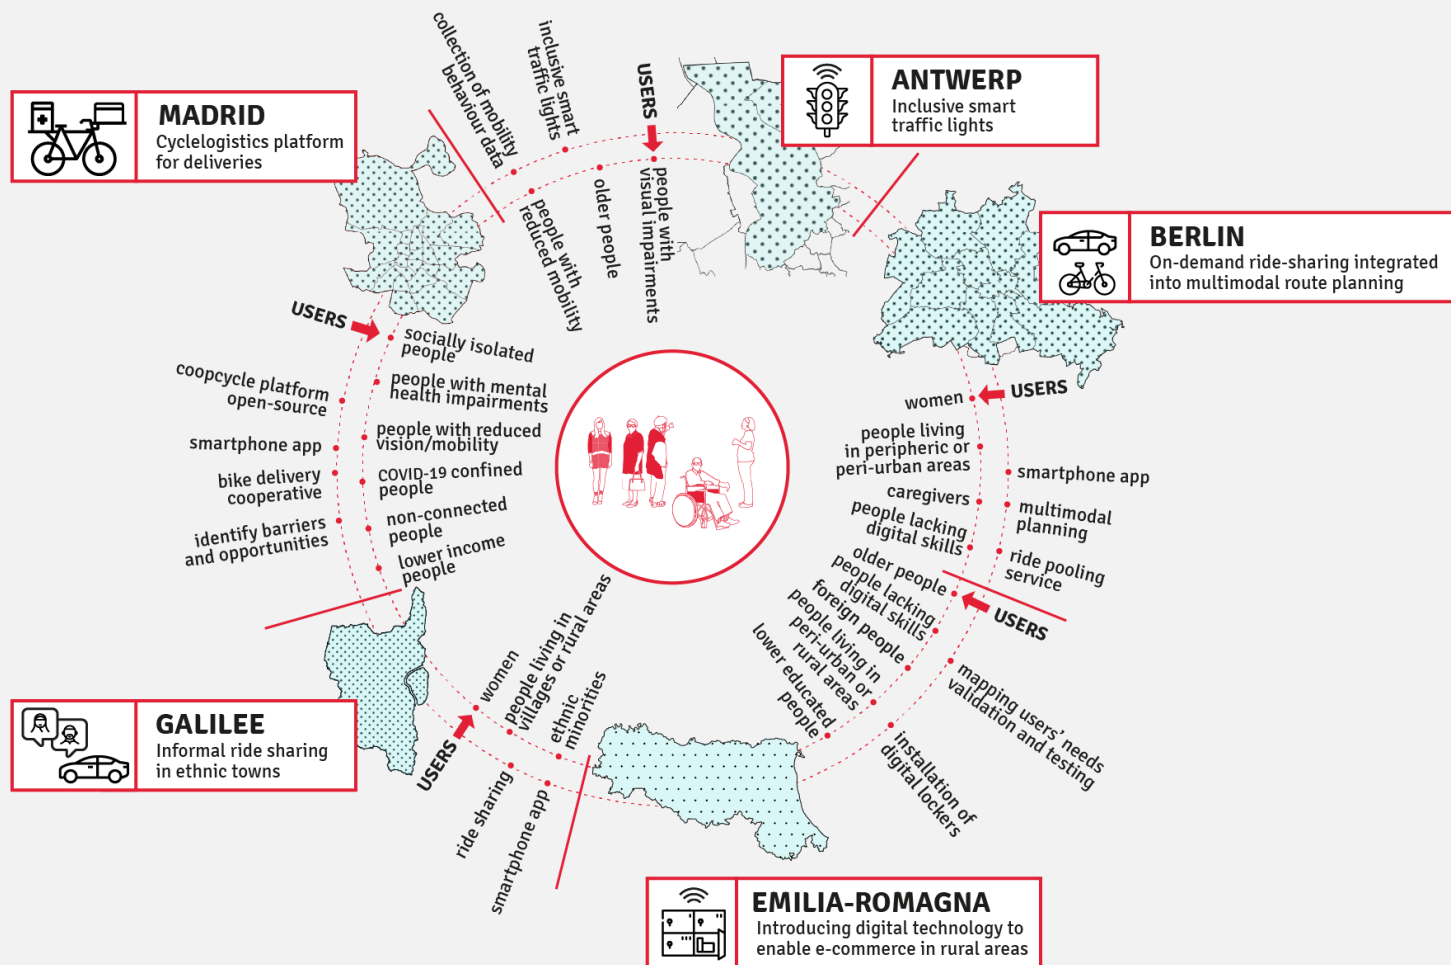 MADRID
Cyclelogistics platform
for deliveries
collection of mobility
behaviour data
inclusive smart
traffic lights
USERS
people with
reduced mobility
older people
people with
visual impairments
ANTWERP
Inclusive smart
traffic lights
BERLIN
On-demand ride-sharing integrated
into multimodal route planning
USERS
women
people living
in peripheric or
peri-urban areas
caregivers
people lacking
digital skills
smartphone app
multimodal
planning
ride pooling
service
USERS
older people
people lacking
digital skills
foreign people
people living in
peri-urban or
rural areas
lower educated
people
mapping users' needs
validation and testing
installation of
digital lockers
EMILIA-ROMAGNA
Introducing digital technology to
enable e-commerce in rural areas
USERS
women
people living in
villages or rural areas
ethnic
minorities
ride sharing
smartphone app
GALILEE
Informal ride sharing
in ethnic towns
USERS
socially isolated
people
people with mental
health impairments
people with reduced
vision/mobility
COVID-19 confined
people
non-connected
people
lower income
people
coopcycle platform
open-source
smartphone app
bike delivery
cooperative
identify barriers
and opportunities